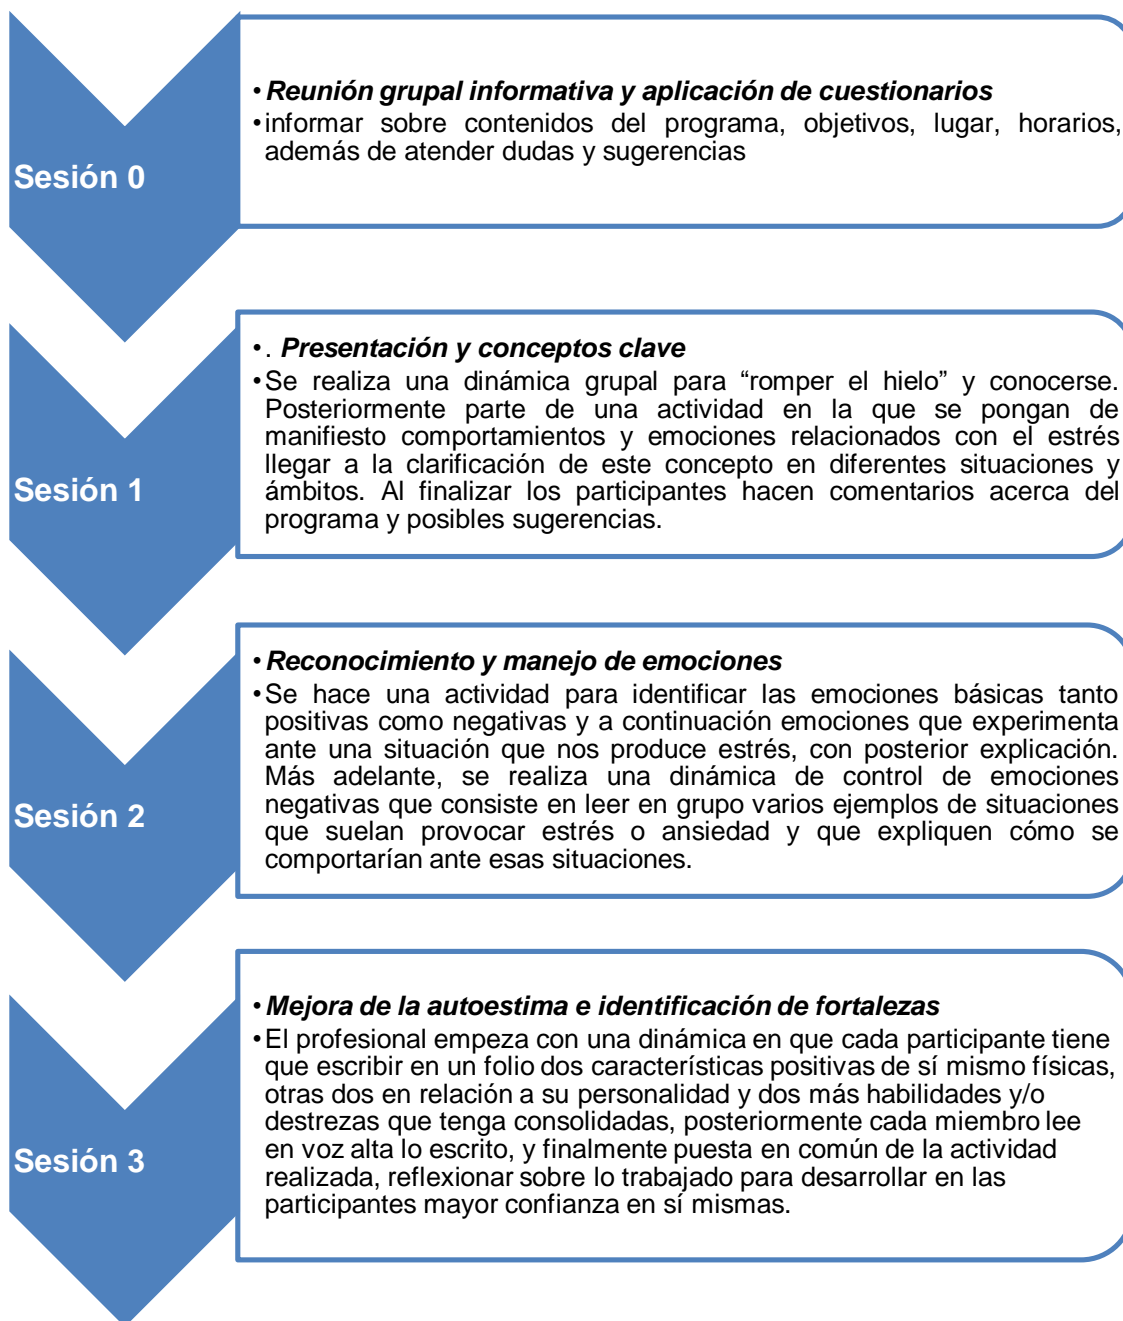 Sesión 0
• Reunión grupal informativa y aplicación de cuestionarios
• informar sobre contenidos del programa, objetivos, lugar, horarios,
además de atender dudas y sugerencias
Sesión 1
• . Presentación y conceptos clave
• Se realiza una dinámica grupal para “romper el hielo” y conocerse.
Posteriormente parte de una actividad en la que se pongan de
manifiesto comportamientos y emociones relacionados con el estrés
llegar a la clarificación de este concepto en diferentes situaciones y
ámbitos. Al finalizar los participantes hacen comentarios acerca del
programa y posibles sugerencias.
Sesión 2
• Reconocimiento y manejo de emociones
• Se hace una actividad para identificar las emociones básicas tanto
positivas como negativas y a continuación emociones que experimenta
ante una situación que nos produce estrés, con posterior explicación.
Más adelante, se realiza una dinámica de control de emociones
negativas que consiste en leer en grupo varios ejemplos de situaciones
que suelan provocar estrés o ansiedad y que expliquen cómo se
comportarían ante esas situaciones.
Sesión 3
• Mejora de la autoestima e identificación de fortalezas
• El profesional empeza con una dinámica en que cada participante tiene
que escribir en un folio dos características positivas de sí mismo físicas,
otras dos en relación a su personalidad y dos más habilidades y/o
destrezas que tenga consolidadas, posteriormente cada miembro lee
en voz alta lo escrito, y finalmente puesta en común de la actividad
realizada, reflexionar sobre lo trabajado para desarrollar en las
participantes mayor confianza en sí mismas.